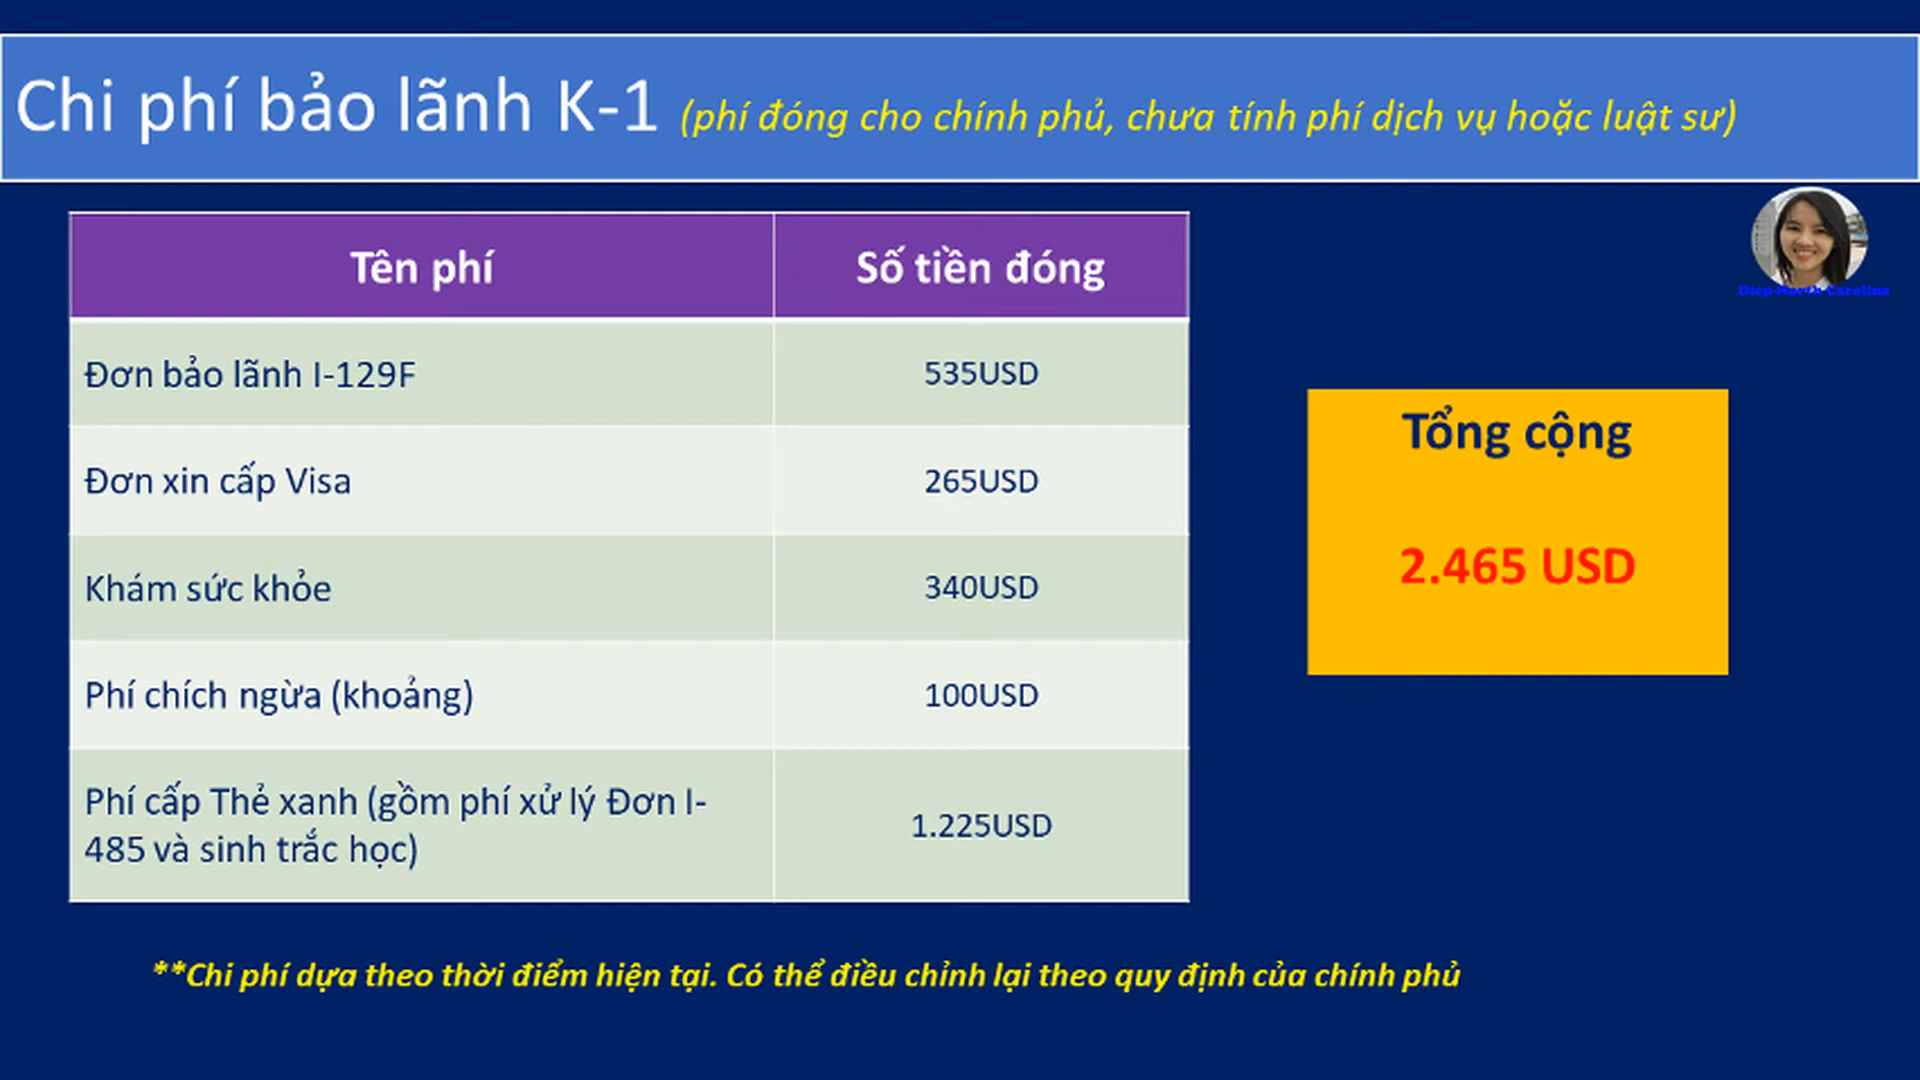 Chi phí bảo lãnh K-1 (phí đóng cho chính phủ, chưa tính phí dịch vụ hoặc luật sư)
Diep-North Carolina
Tên phí Số tiền đóng
Đơn bảo lãnh I-129F 535USD
Đơn xin cấp Visa 265USD
Khám sức khỏe 340USD
Phí chích ngừa (khoảng) 100USD
Phí cấp Thẻ xanh (gồm phí xử lý Đơn I-
485 và sinh trắc học) 1.225USD
Tổng cộng
2.465 USD
**Chi phí dựa theo thời điểm hiện tại. Có thể điều chỉnh lại theo quy định của chính phủ